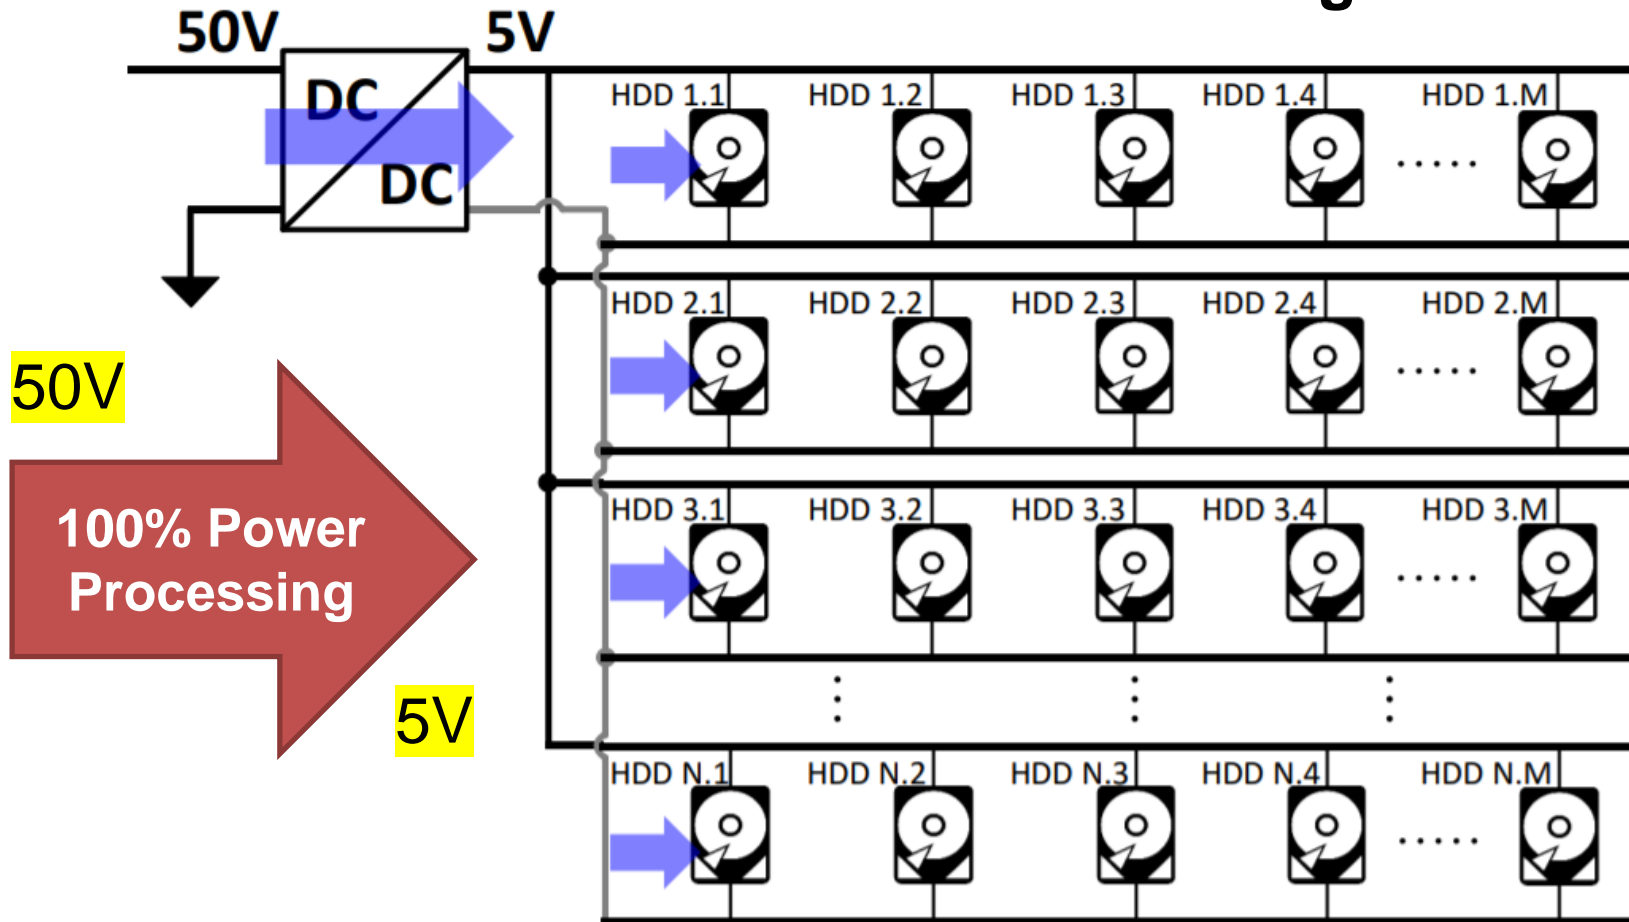 50V
5V
DC
DC
HDD 1.1 HDD 1.2 HDD 1.3 HDD 1.4 HDD 1.M
HDD 2.1 HDD 2.2 HDD 2.3 HDD 2.4 HDD 2.M
50V
100% Power
Processing
5V
HDD 3.1 HDD 3.2 HDD 3.3 HDD 3.4 HDD 3.M
HDD N.1 HDD N.2 HDD N.3 HDD N.4 HDD N.M